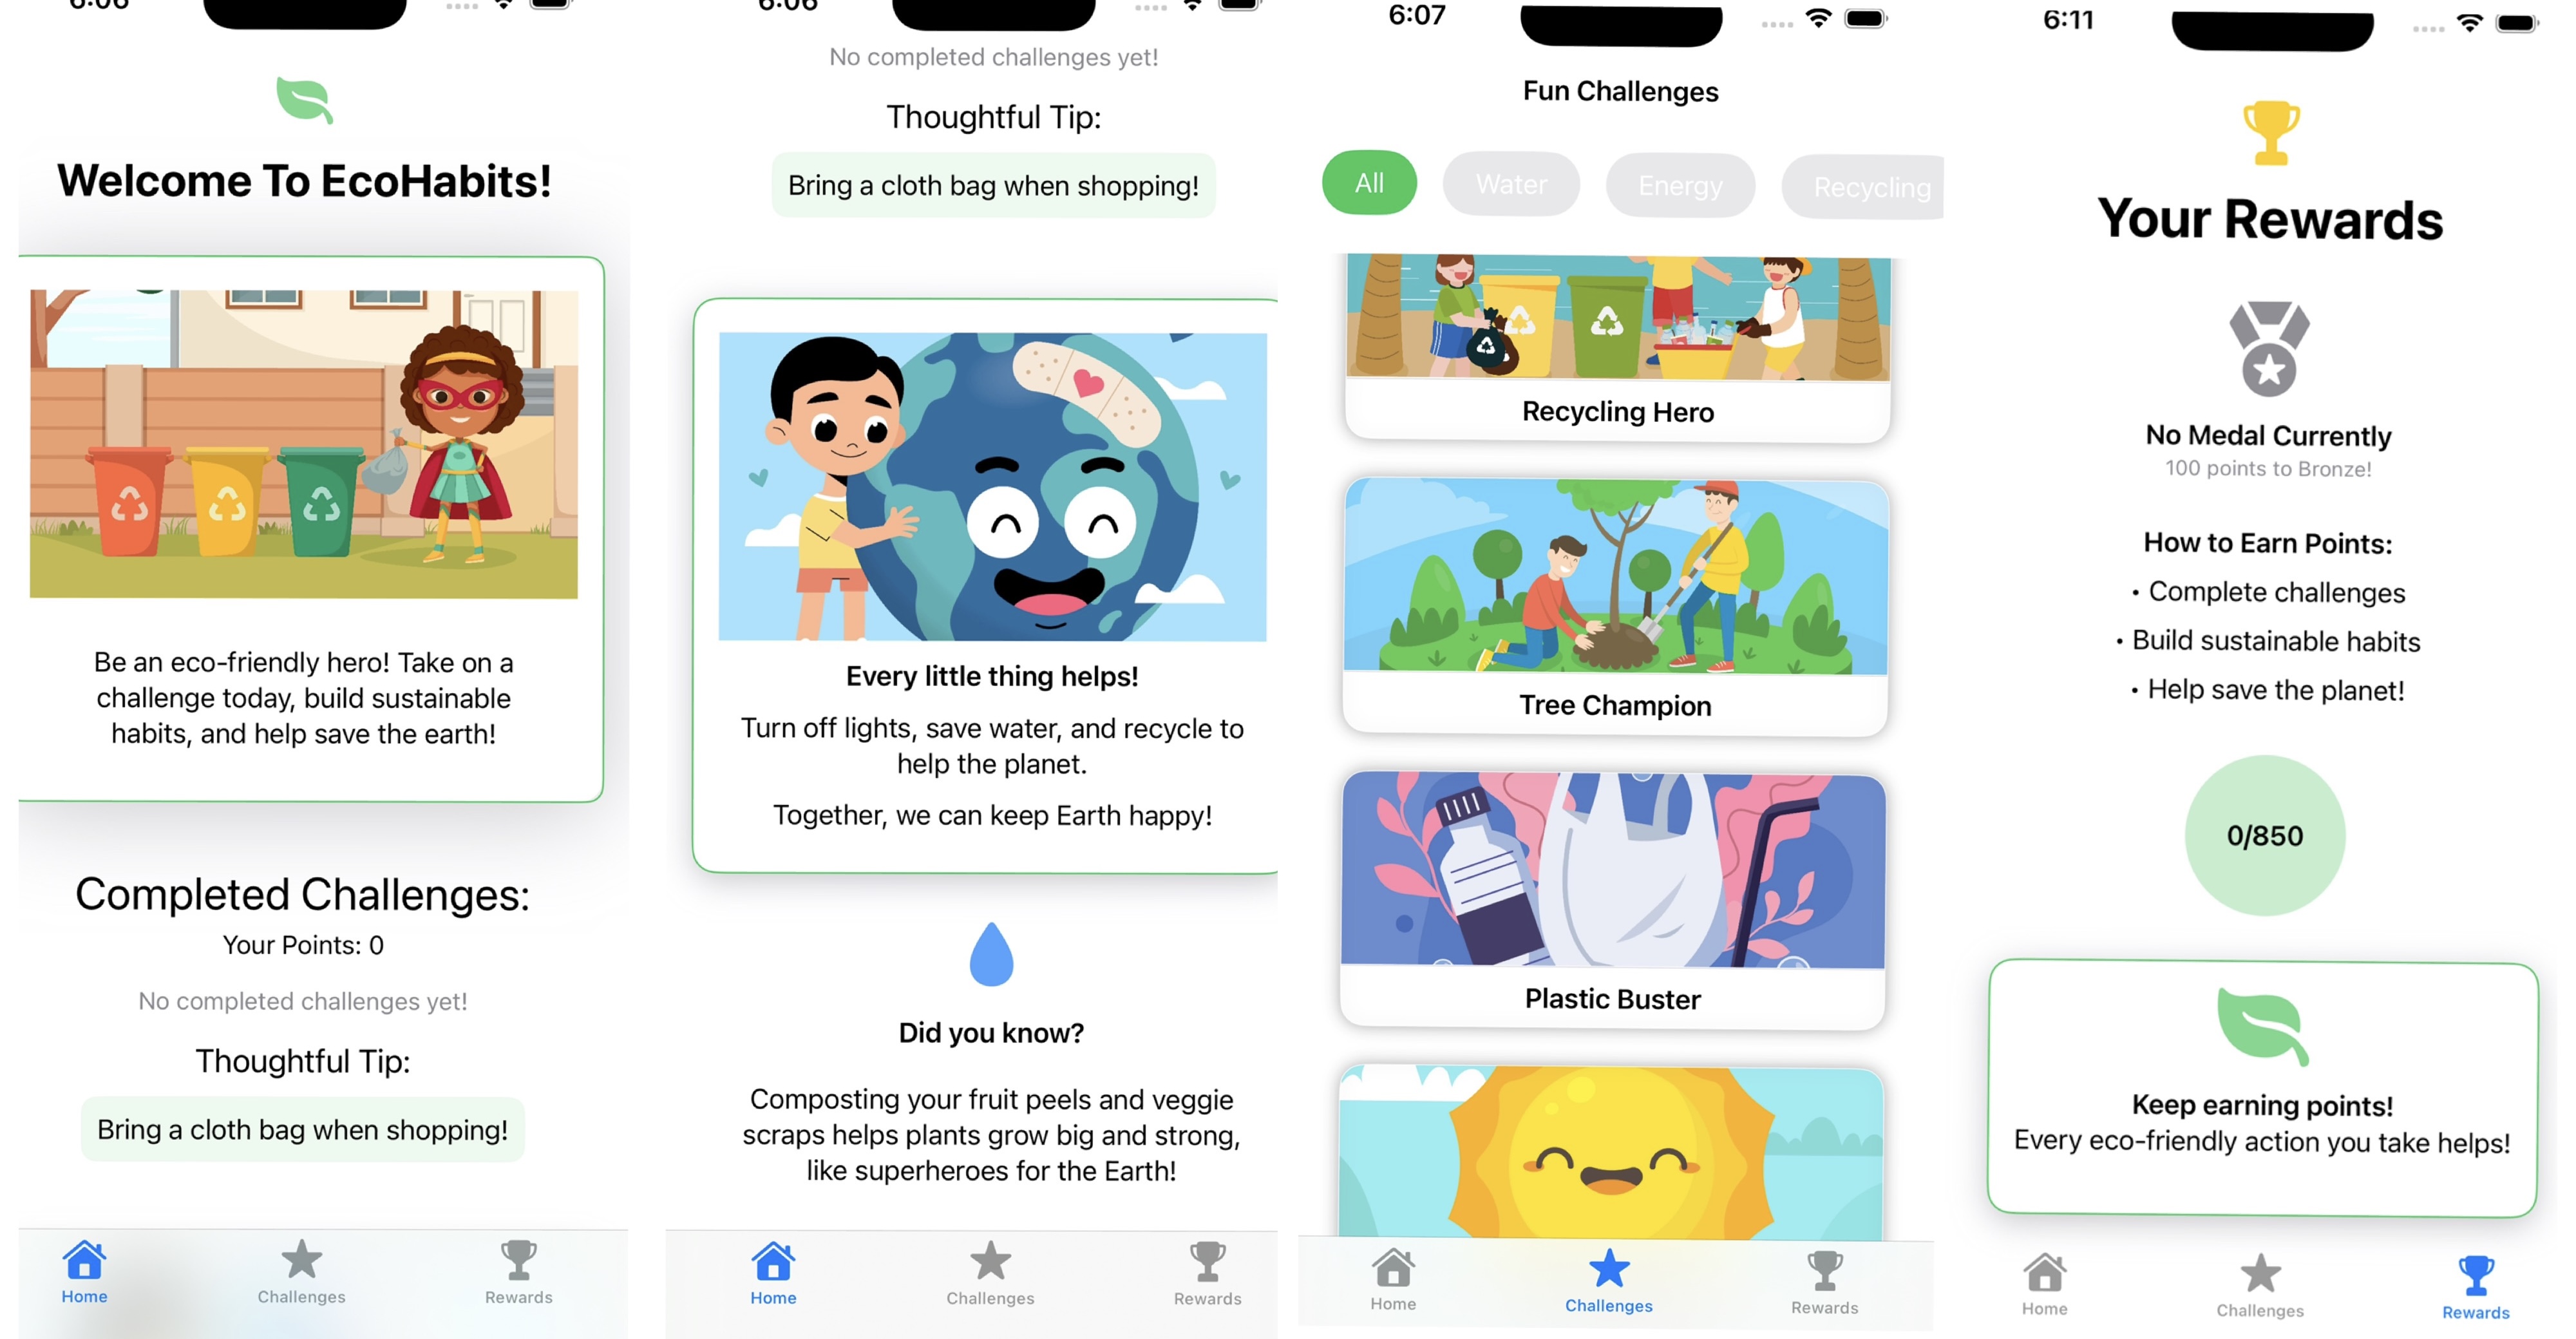 6:06
Welcome To EcoHabits!
Be an eco-friendly hero! Take on a
challenge today, build sustainable
habits, and help save the earth!
Completed Challenges:
Your Points: 0
No completed challenges yet!
Thoughtful Tip:
Bring a cloth bag when shopping!
Home
Challenges
Rewards
6:06
No completed challenges yet!
Thoughtful Tip:
Bring a cloth bag when shopping!
Every little thing helps!
Turn off lights, save water, and recycle to
help the planet.
Together, we can keep Earth happy!
Did you know?
Composting your fruit peels and veggie
scraps helps plants grow big and strong,
like superheroes for the Earth!
Home
Challenges
Rewards
6:07
Fun Challenges
All
Water
Energy
Recycling
Recycling Hero
Tree Champion
Plastic Buster
Home
Challenges
Rewards
6:11
Your Rewards
No Medal Currently
100 points to Bronze!
How to Earn Points:
• Complete challenges
• Build sustainable habits
• Help save the planet!
0/850
Keep earning points!
Every eco-friendly action you take helps!
Home
Challenges
Rewards